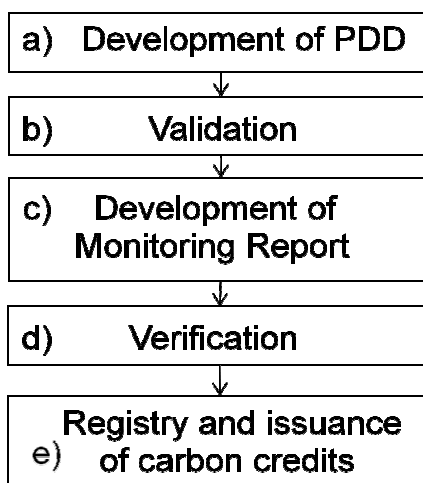 a) Development of PDD
b) Validation
c) Development of
Monitoring Report
d) Verification
Registry and issuance
e) of carbon credits